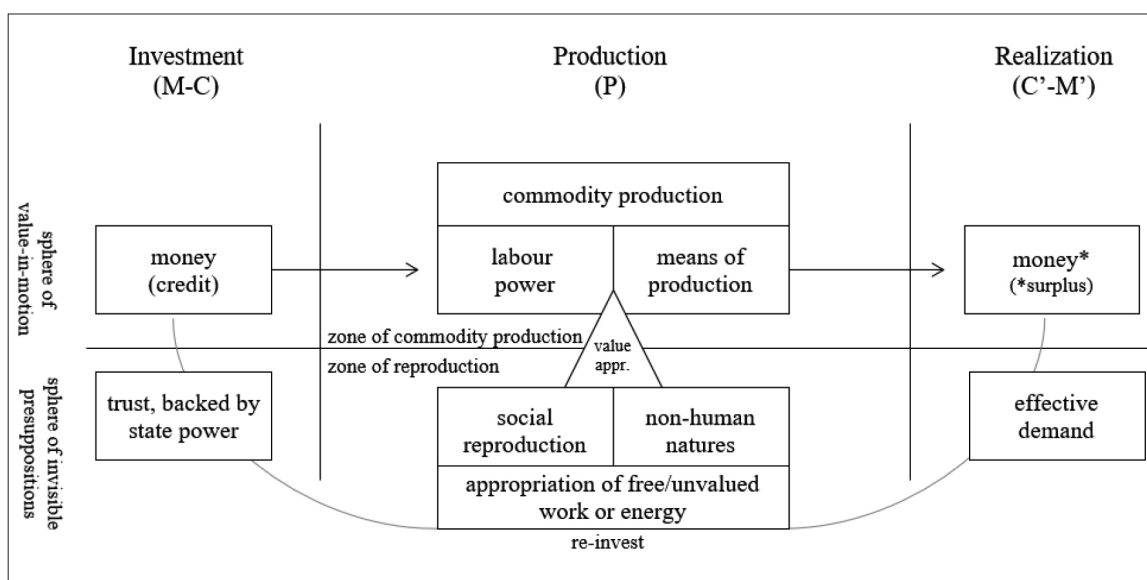 Investment
(M-C)
Production
(P)
Realization
(C’-M’)
sphere of
value-in-motion
money
(credit)
commodity production
labour
power
means of
production
money*
(*surplus)
zone of commodity production
zone of reproduction
value
appr.
sphere of invisible
presuppositions
trust, backed by
state power
social
reproduction
non-human
natures
appropriation of free/unvalued
work or energy
effective
demand
re-invest